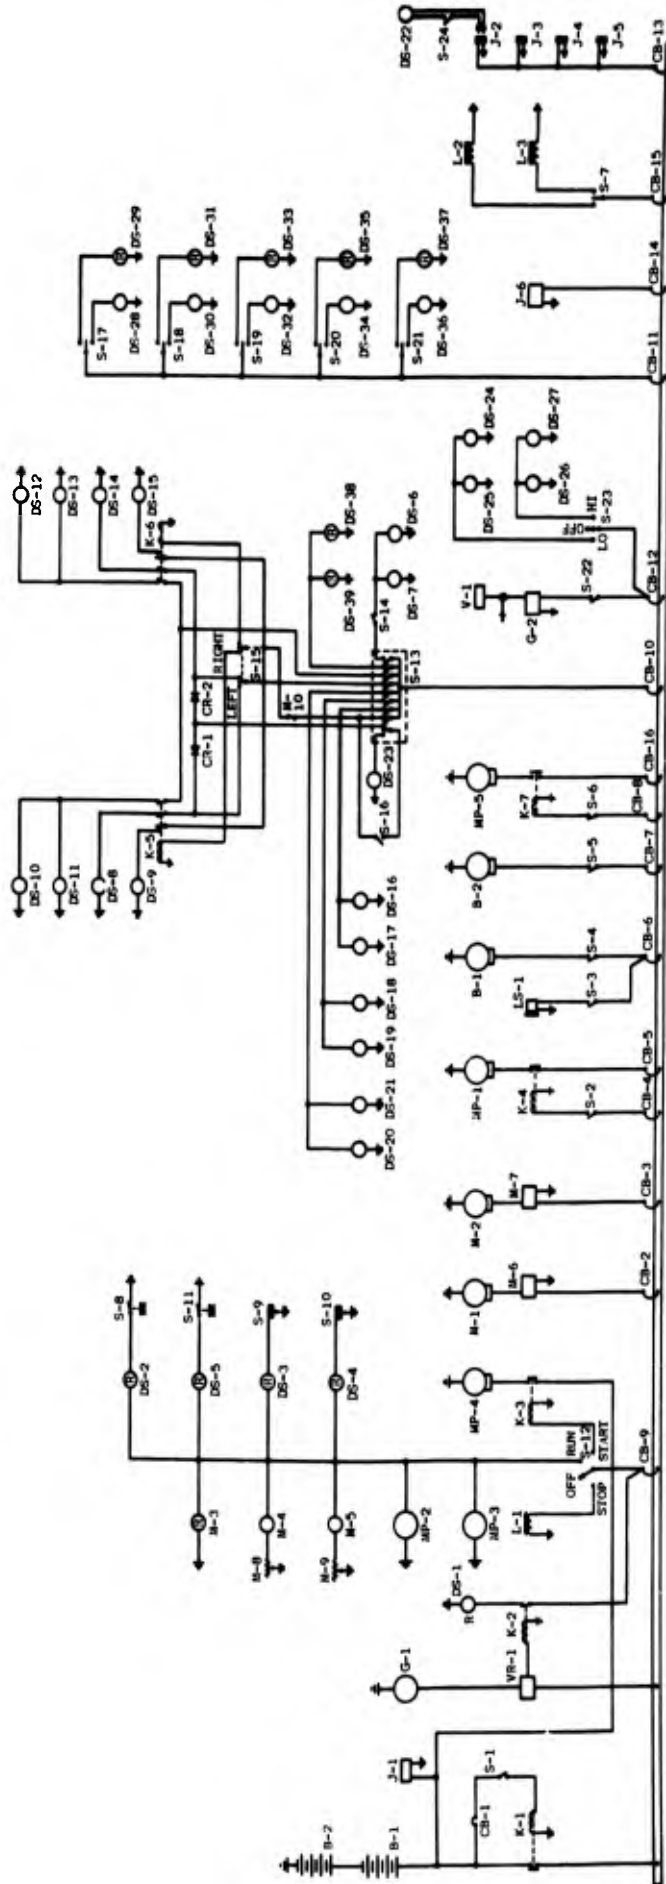 B-2
B-1
J-1
CB-1
S-1
K-1
G-1
VR-1
K-2
DS-1
R
M-3
M-8
M-4
M-9
M-5
MP-2
MP-3
R
DS-2
S-8
R
DS-5
S-11
R
DS-3
S-9
R
DS-4
S-10
L-1
STOP
OFF
RUN
S-12
START
CB-9
MP-4
K-3
M-1
M-6
CB-2
M-2
M-7
CB-3
MP-1
K-4
S-2
CB-4
CB-5
LS-1
S-3
B-1
S-4
CB-6
B-2
S-5
CB-7
MP-5
K-7
S-6
CB-8
CB-16
DS-20
DS-21
DS-19
DS-18
DS-17
DS-16
DS-10
DS-11
DS-8
DS-9
K-5
CR-1
CR-2
LEFT
RIGHT
S-15
M-10
S-16
DS-23
S-13
S-14
DS-12
DS-13
DS-14
DS-15
K-6
DS-39
R
DS-38
DS-7
DS-6
CB-10
V-1
G-2
S-22
CB-12
LO
OFF
HI
S-23
DS-25
DS-24
DS-26
DS-27
S-17
DS-28
R
DS-29
S-18
DS-30
R
DS-31
S-19
DS-32
R
DS-33
S-20
DS-34
R
DS-35
S-21
DS-36
R
DS-37
CB-11
J-6
CB-14
L-2
L-3
S-7
CB-15
DS-22
S-24
J-2
J-3
J-4
J-5
CB-13